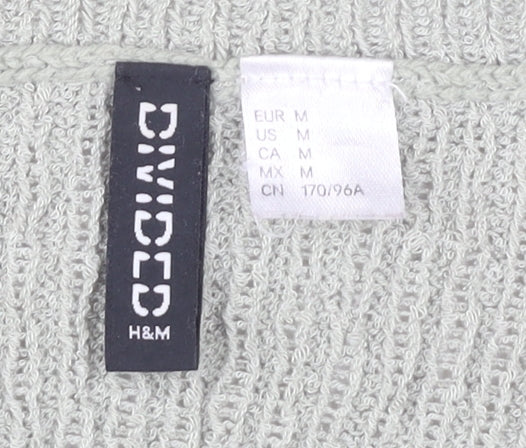 DIVIDED
H&M
EUR M
US M
CA M
MX M
CN 170/96A